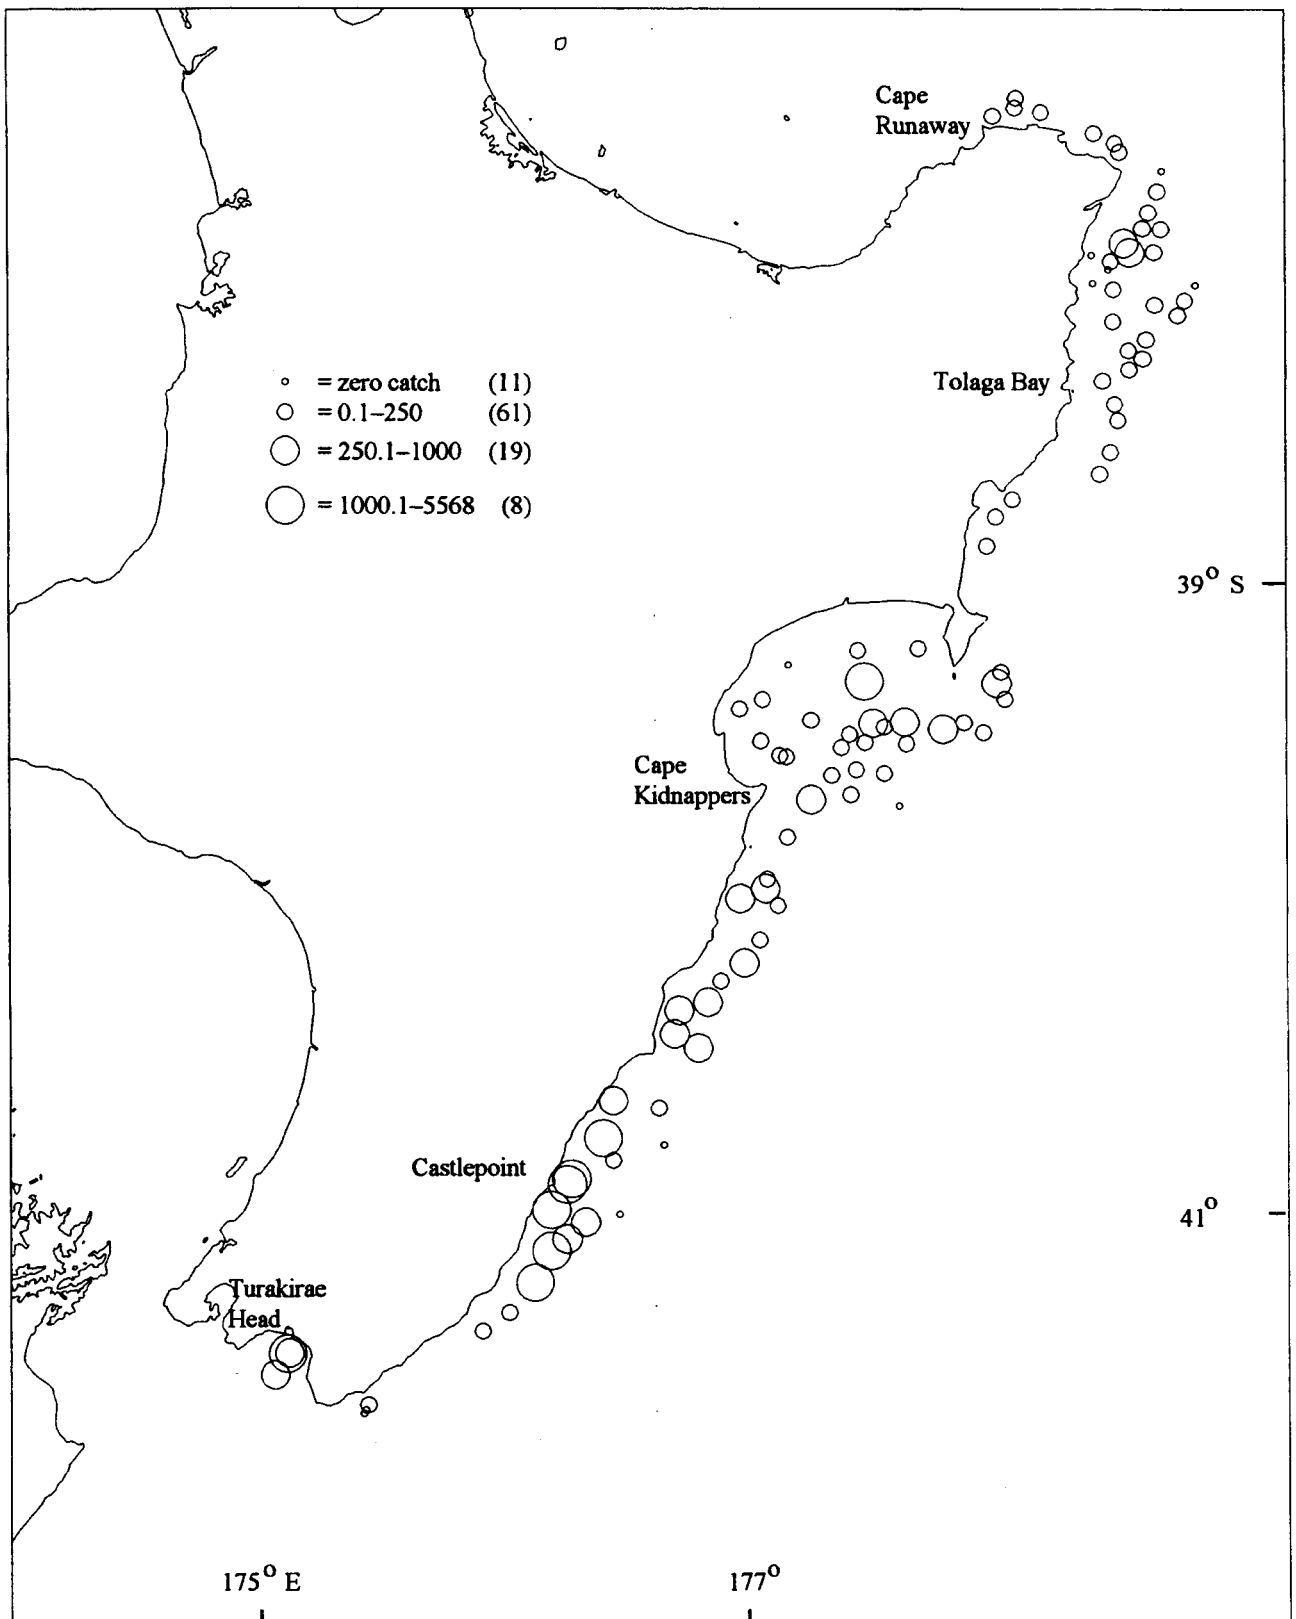 Cape
Runaway
= zero catch (11)
= 0.1–250 (61)
= 250.1–1000 (19)
= 1000.1–5568 (8)
Tolaga Bay
39° S
Cape
Kidnappers
Castlepoint
41°
Turakirae
Head
175° E
177°